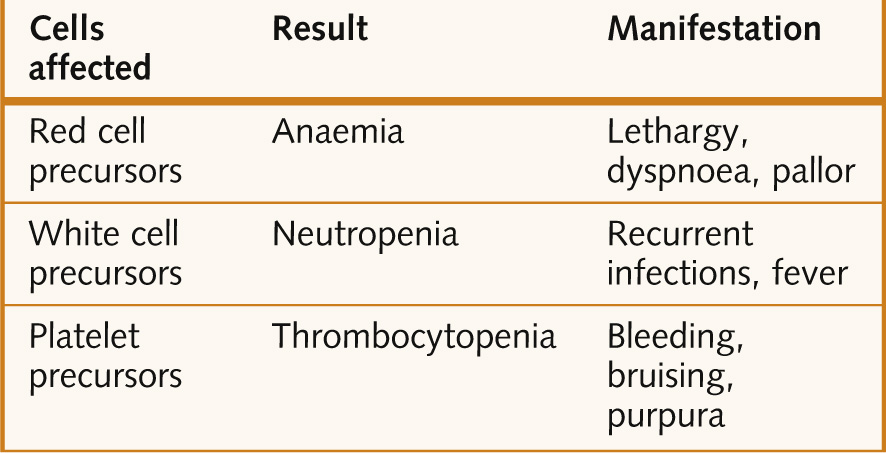 Cells affected
Result
Manifestation
Red cell precursors
Anaemia
Lethargy, dyspnoea, pallor
White cell precursors
Neutropenia
Recurrent infections, fever
Platelet precursors
Thrombocytopenia
Bleeding, bruising, purpura